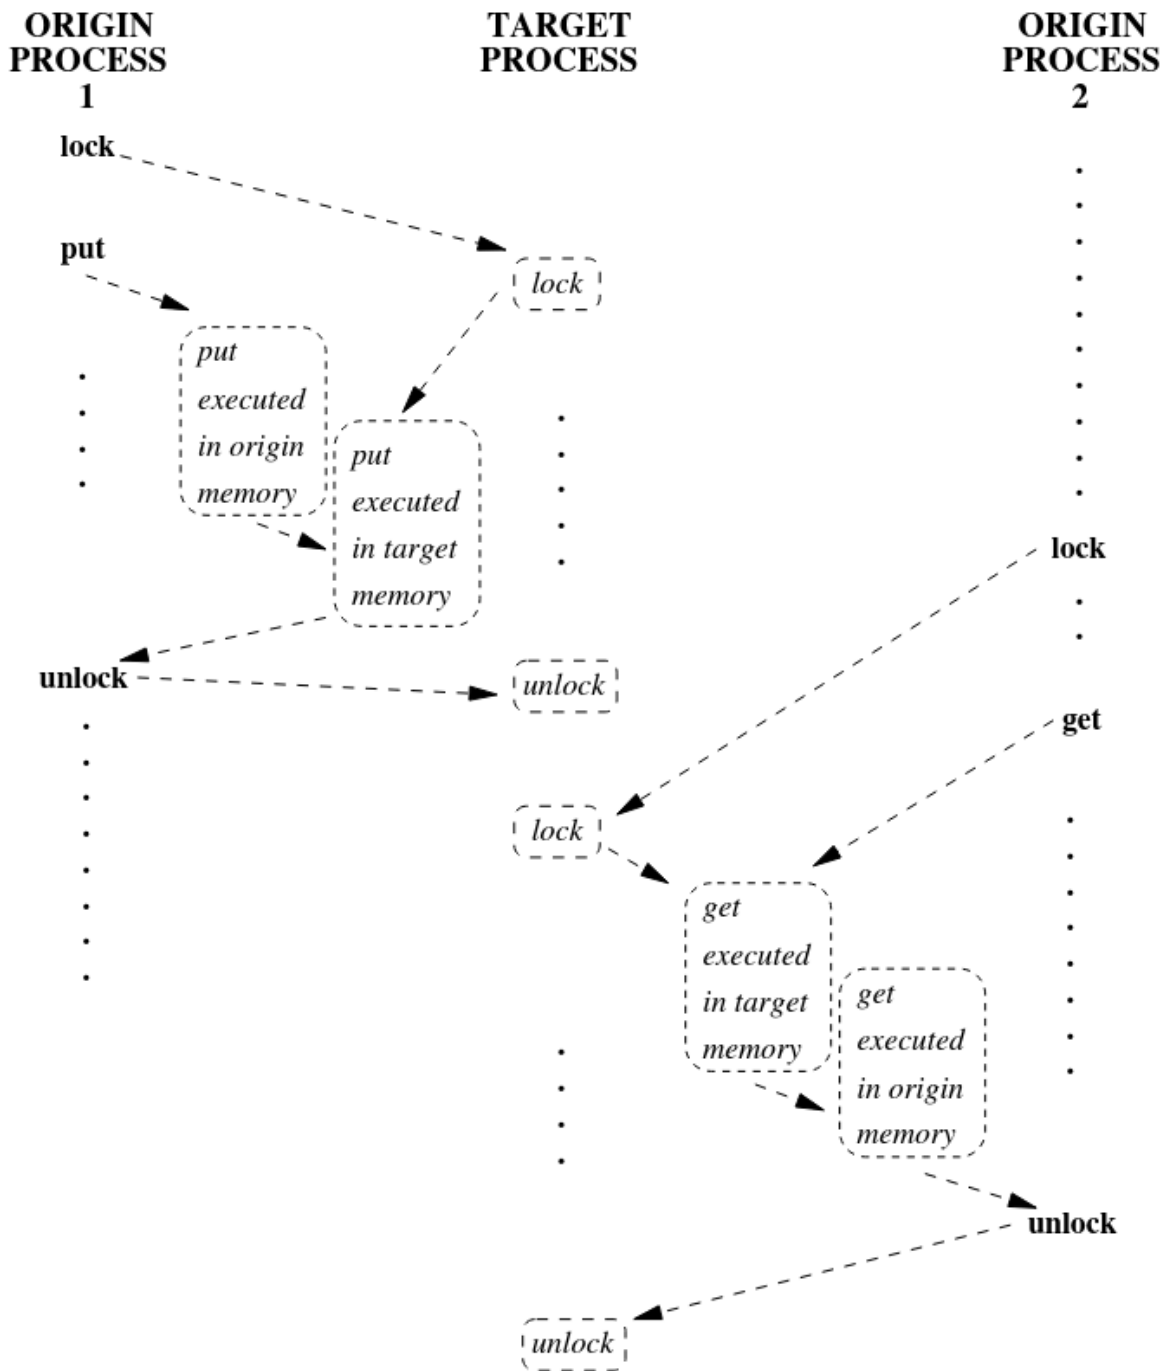 ORIGIN
PROCESS
1
TARGET
PROCESS
ORIGIN
PROCESS
2
lock
put
lock
put
executed
in origin
memory
put
executed
in target
memory
lock
unlock
unlock
get
lock
get
executed
in target
memory
get
executed
in origin
memory
unlock
unlock